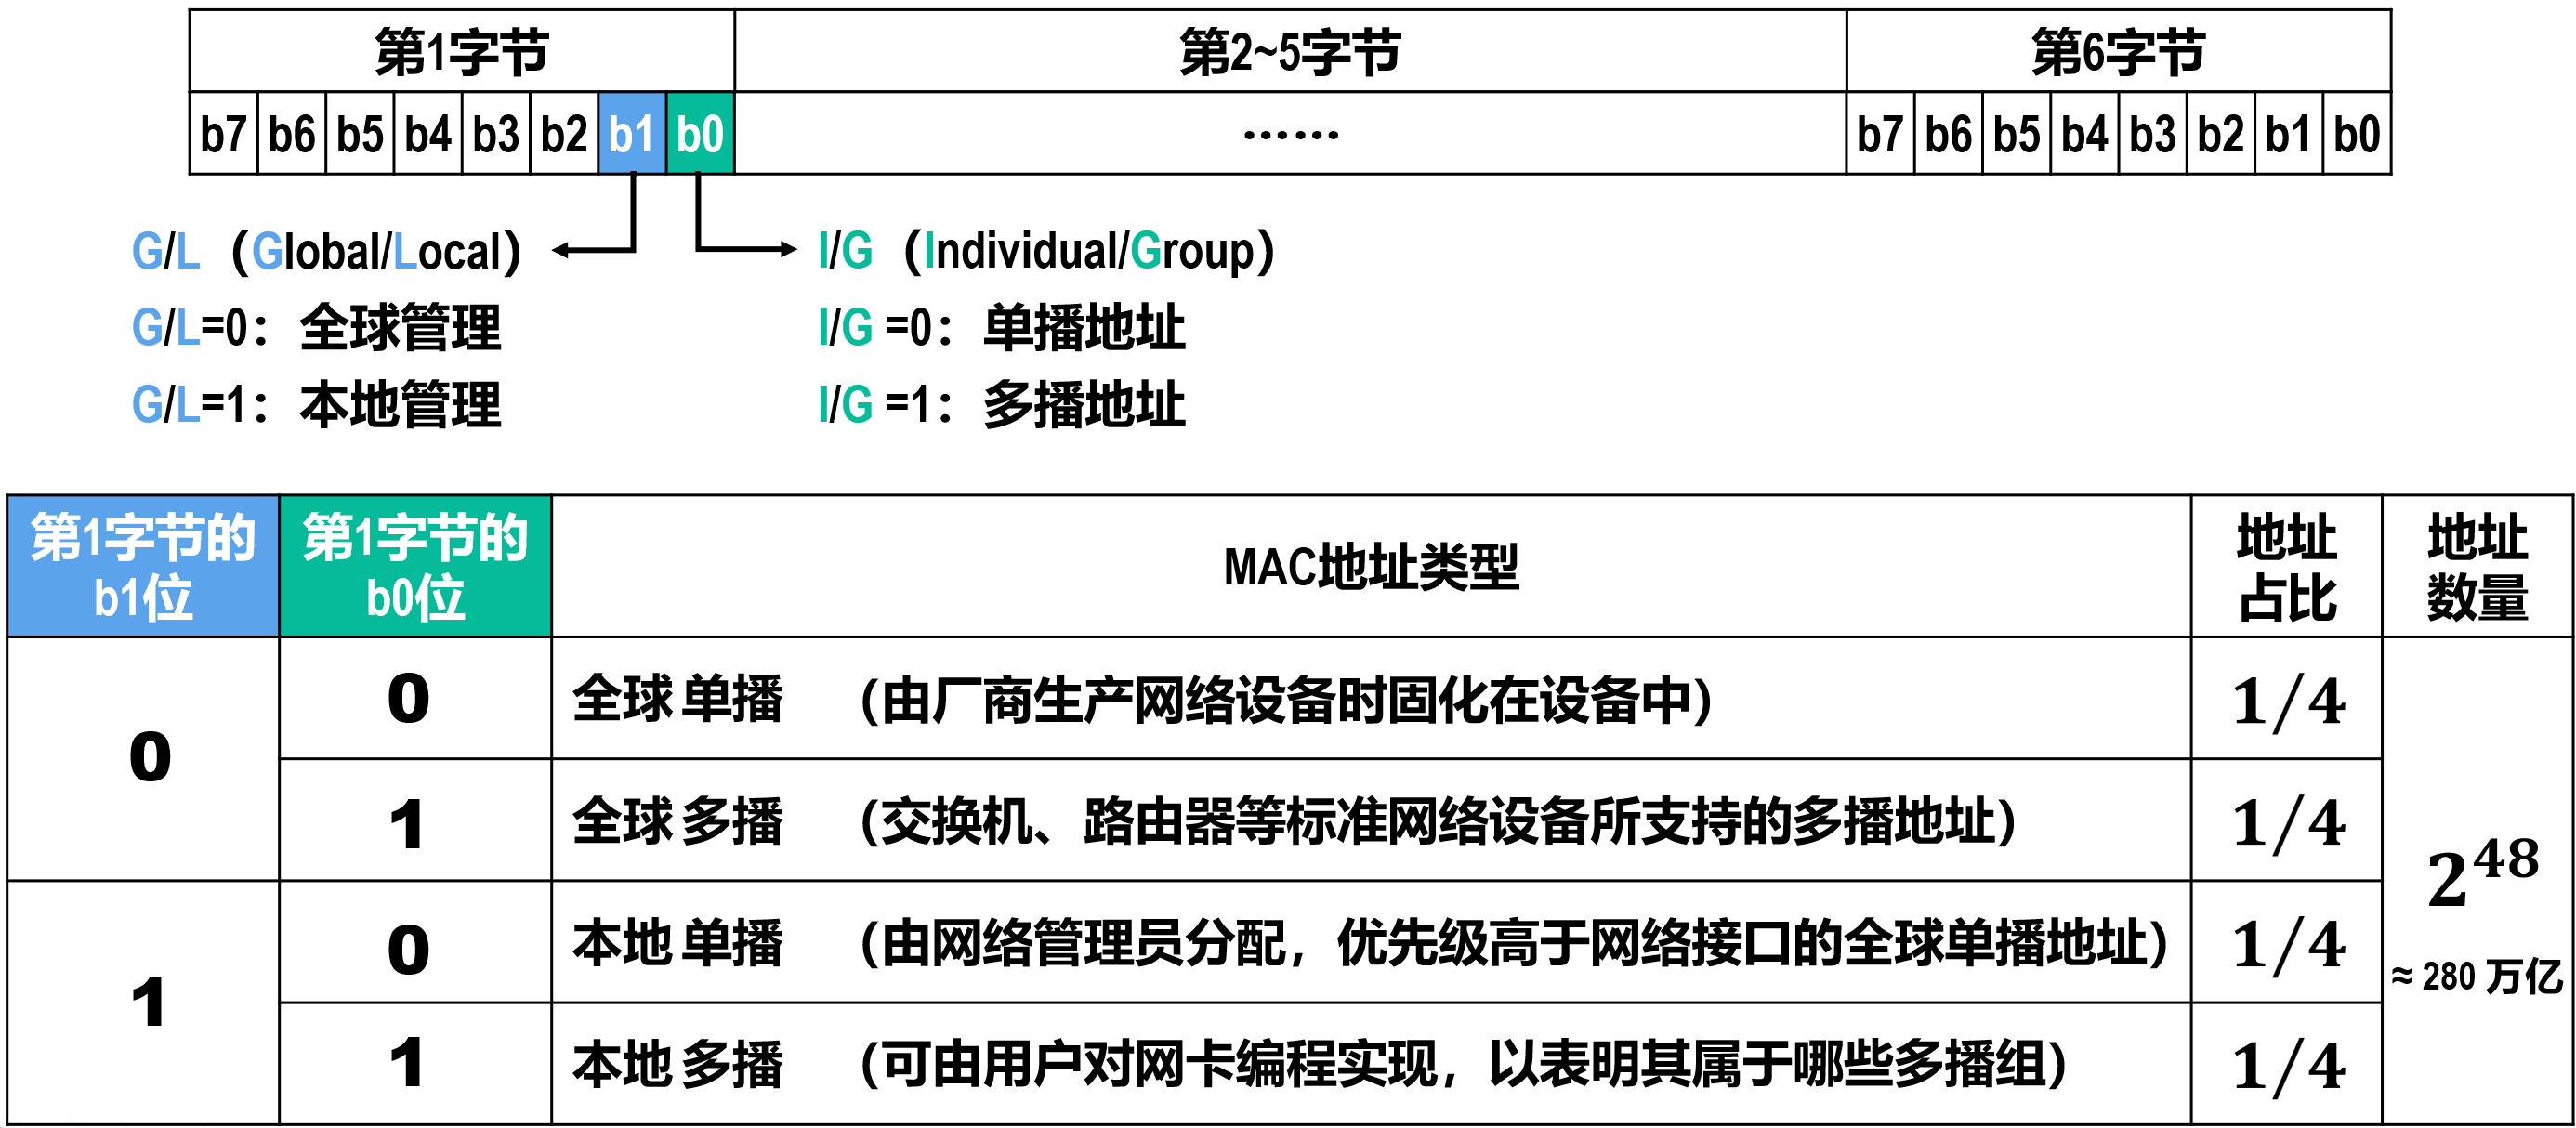 第1字节 第2~5字节 第6字节
b7 b6 b5 b4 b3 b2 b1 b0 …… b7 b6 b5 b4 b3 b2 b1 b0
G/L（Global/Local） I/G（Individual/Group）
G/L=0：全球管理 I/G =0：单播地址
G/L=1：本地管理 I/G =1：多播地址
第1字节的b1位 第1字节的b0位 MAC地址类型 地址占比 地址数量
0 0 全球 单播 （由厂商生产网络设备时固化在设备中） 1/4
1 全球 多播 （交换机、路由器等标准网络设备所支持的多播地址） 1/4
1 0 本地 单播 （由网络管理员分配，优先级高于网络接口的全球单播地址） 1/4
1 本地 多播 （可由用户对网卡编程实现，以表明其属于哪些多播组） 1/4
2^48
≈ 280 万亿